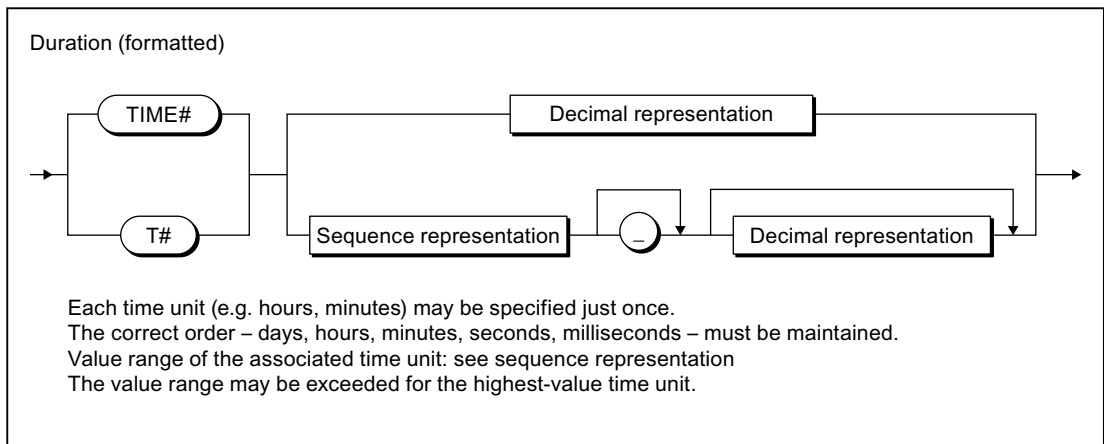 Duration (formatted)
TIME#
Decimal representation
T#
Sequence representation
_
Decimal representation
Each time unit (e.g. hours, minutes) may be specified just once.
The correct order – days, hours, minutes, seconds, milliseconds – must be maintained.
Value range of the associated time unit: see sequence representation
The value range may be exceeded for the highest-value time unit.